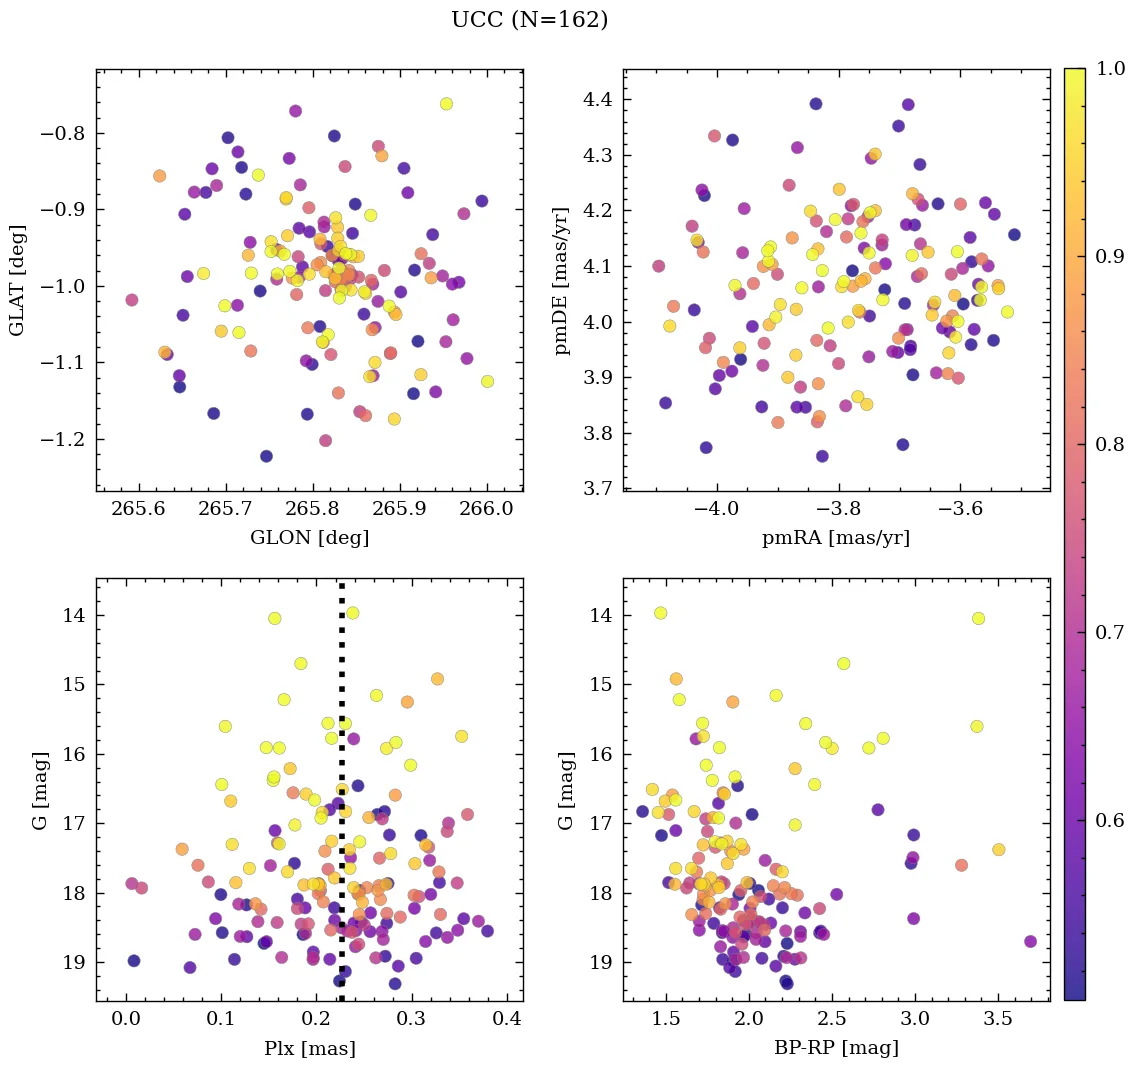 UCC (N=162)
GLAT [deg]
−0.8
−0.9
−1.0
−1.1
−1.2
265.6 265.7 265.8 265.9 266.0
GLON [deg]
pmDE [mas/yr]
4.4
4.3
4.2
4.1
4.0
3.9
3.8
3.7
−4.0 −3.8 −3.6
pmRA [mas/yr]
1.0
0.9
0.8
0.7
0.6
G [mag]
14
15
16
17
18
19
0.0 0.1 0.2 0.3 0.4
Plx [mas]
G [mag]
14
15
16
17
18
19
1.5 2.0 2.5 3.0 3.5
BP-RP [mag]